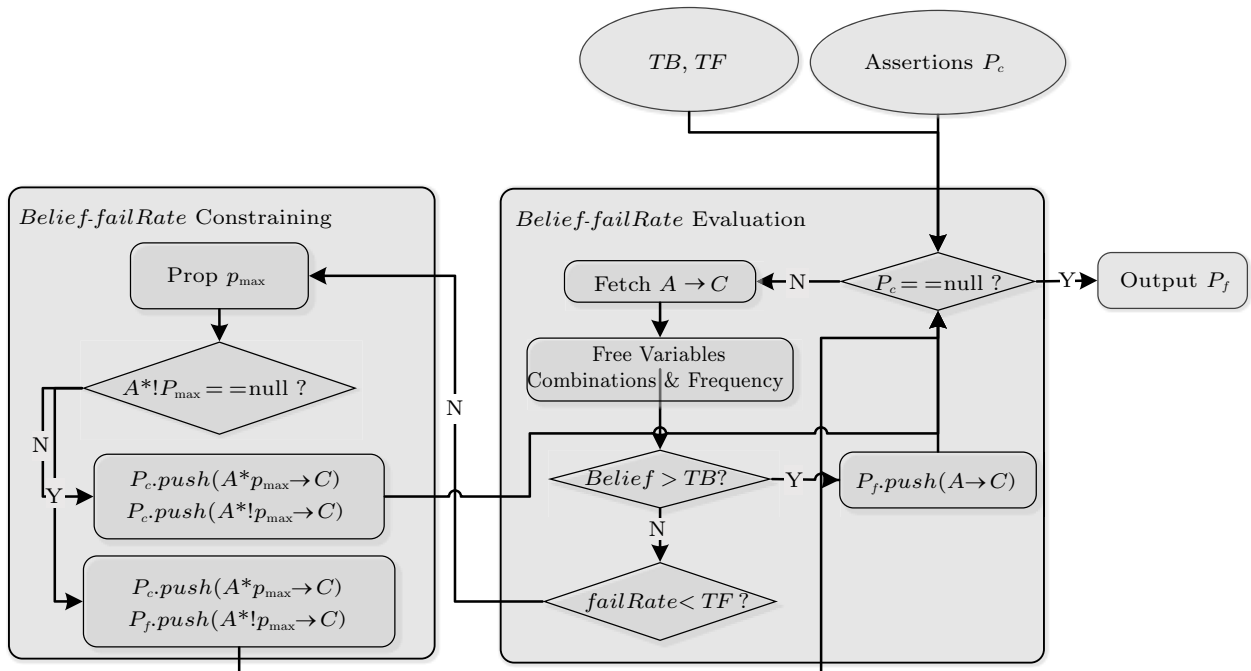 TB, TF
Assertions P_c
Belief-failRate Constraining
Belief-failRate Evaluation
Prop p_max
Fetch A → C
N
P_c = =null ?
Y
Output P_f
Free Variables
Combinations & Frequency
A*!P_max = =null ?
N
N
Y
P_c.push(A*p_max→C)
P_c.push(A*!p_max→C)
Belief > TB?
Y
P_f.push(A→C)
N
P_c.push(A*p_max→C)
P_f.push(A*!p_max→C)
failRate< TF ?